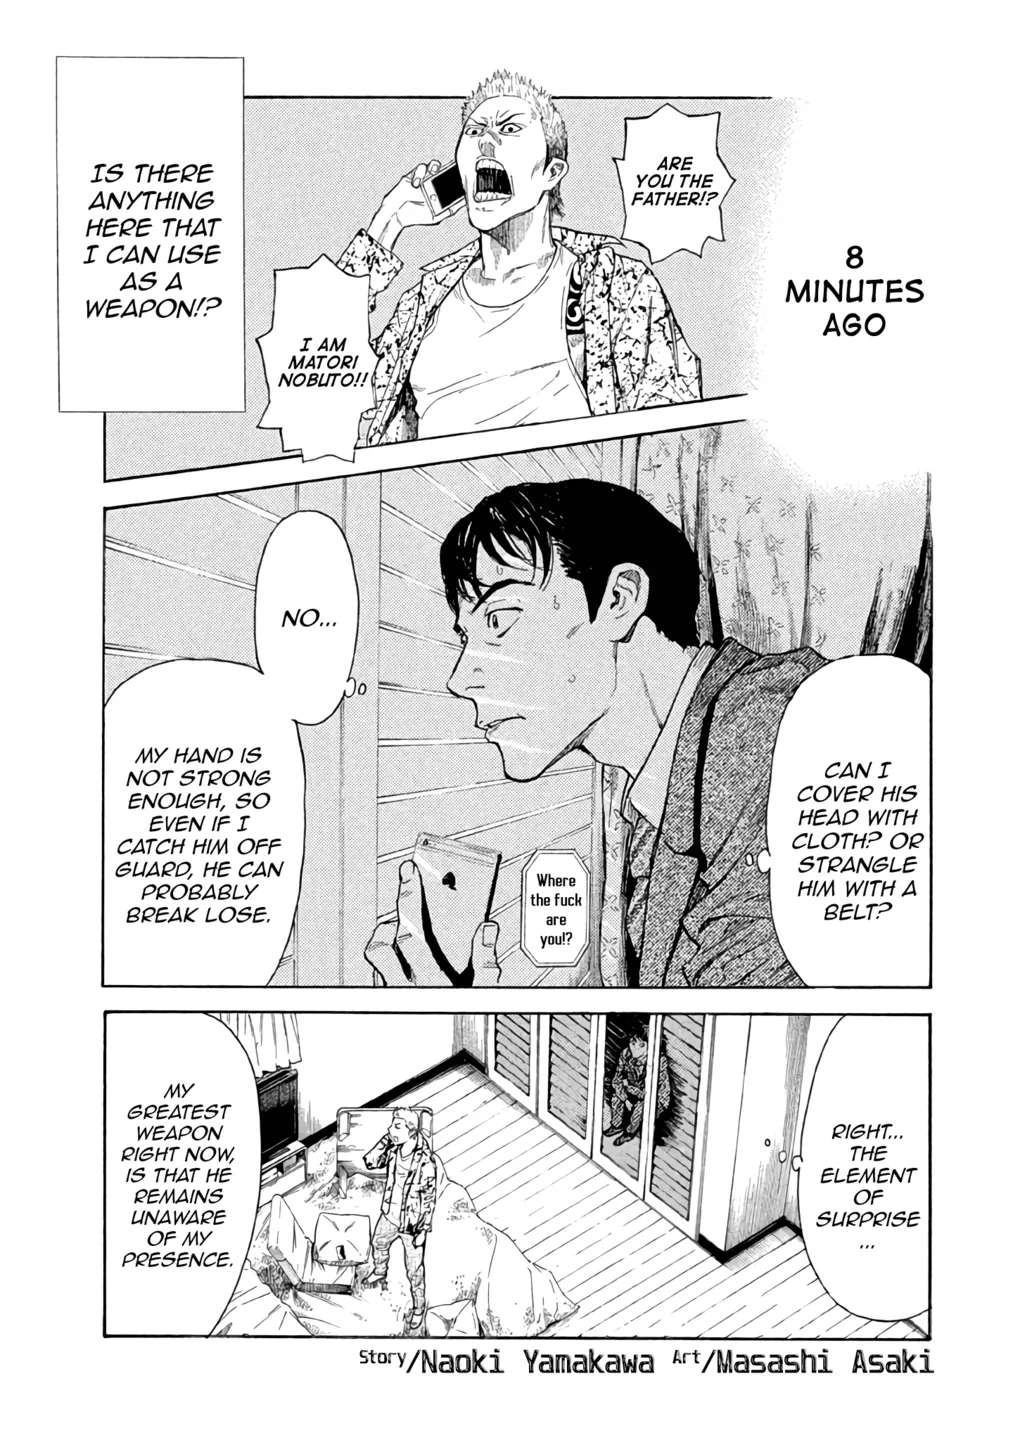 8
MINUTES
AGO
ARE
YOU THE
FATHER!?
I AM
MATORI
NOBUTO!!
IS THERE
ANYTHING
HERE THAT
I CAN USE
AS A
WEAPON!?
CAN I
COVER HIS
HEAD WITH
CLOTH? OR
STRANGLE
HIM WITH A
BELT?
Where
the fuck
are
you!?
NO...
MY HAND IS
NOT STRONG
ENOUGH, SO
EVEN IF I
CATCH HIM OFF
GUARD, HE CAN
PROBABLY
BREAK LOSE.
RIGHT...
THE
ELEMENT
OF
SURPRISE
...
MY
GREATEST
WEAPON
RIGHT NOW,
IS THAT HE
REMAINS
UNAWARE
OF MY
PRESENCE.
Story/Naoki Yamakawa Art/Masashi Asaki